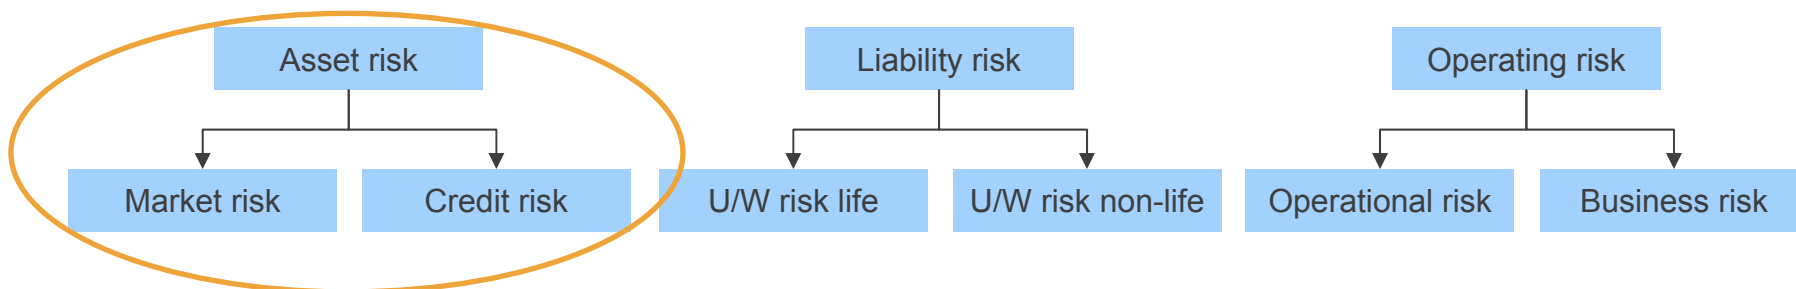 Asset risk
Liability risk
Operating risk
Market risk
Credit risk
U/W risk life
U/W risk non-life
Operational risk
Business risk